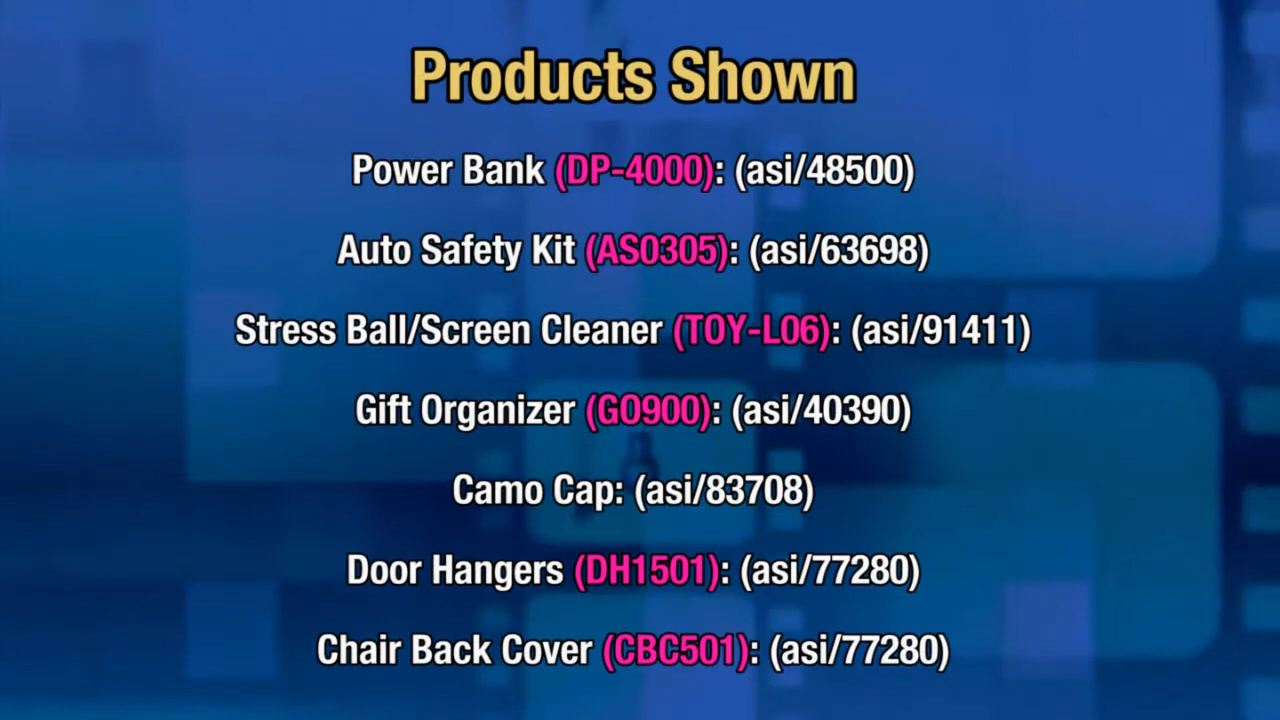 Products Shown
Power Bank (DP-4000): (asi/48500)
Auto Safety Kit (AS0305): (asi/63698)
Stress Ball/Screen Cleaner (TOY-L06): (asi/91411)
Gift Organizer (GO900): (asi/40390)
Camo Cap: (asi/83708)
Door Hangers (DH1501): (asi/77280)
Chair Back Cover (CBC501): (asi/77280)